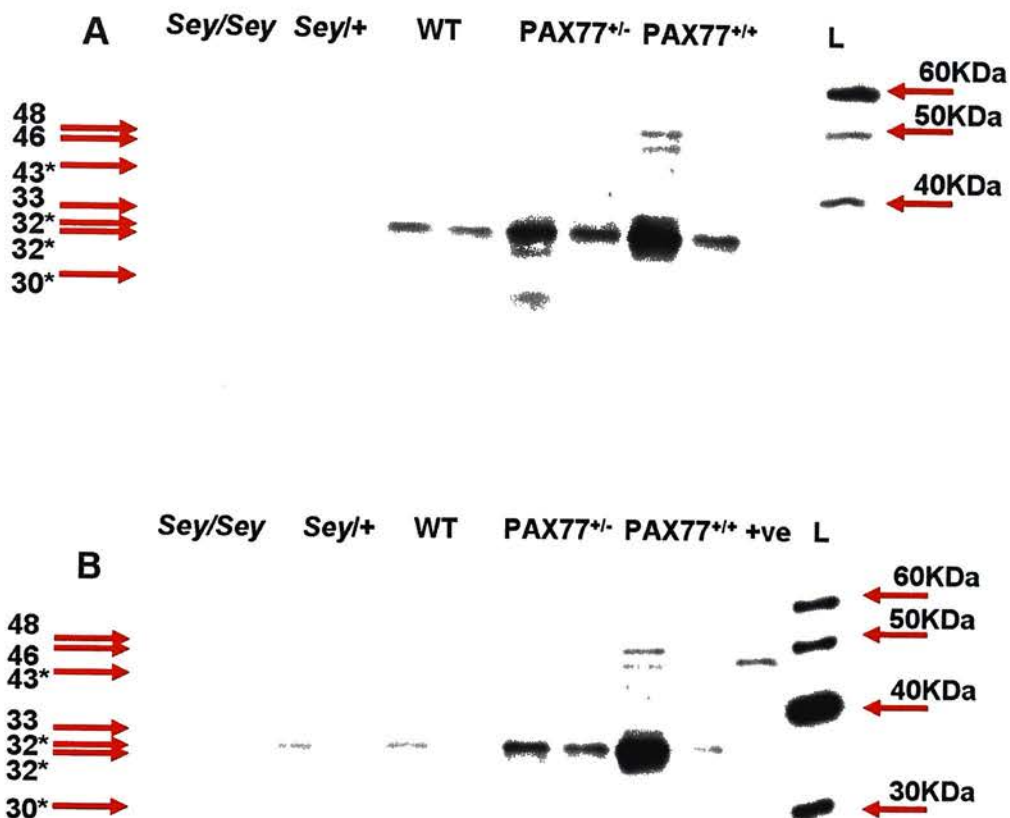 A Sey/Sey Sey/+ WT PAX77+/- PAX77+/+ L
60KDa
50KDa
40KDa
48
46
43*
33
32*
32*
30*
B Sey/Sey Sey/+ WT PAX77+/- PAX77+/+ +ve L
60KDa
50KDa
40KDa
30KDa
48
46
43*
33
32*
32*
30*